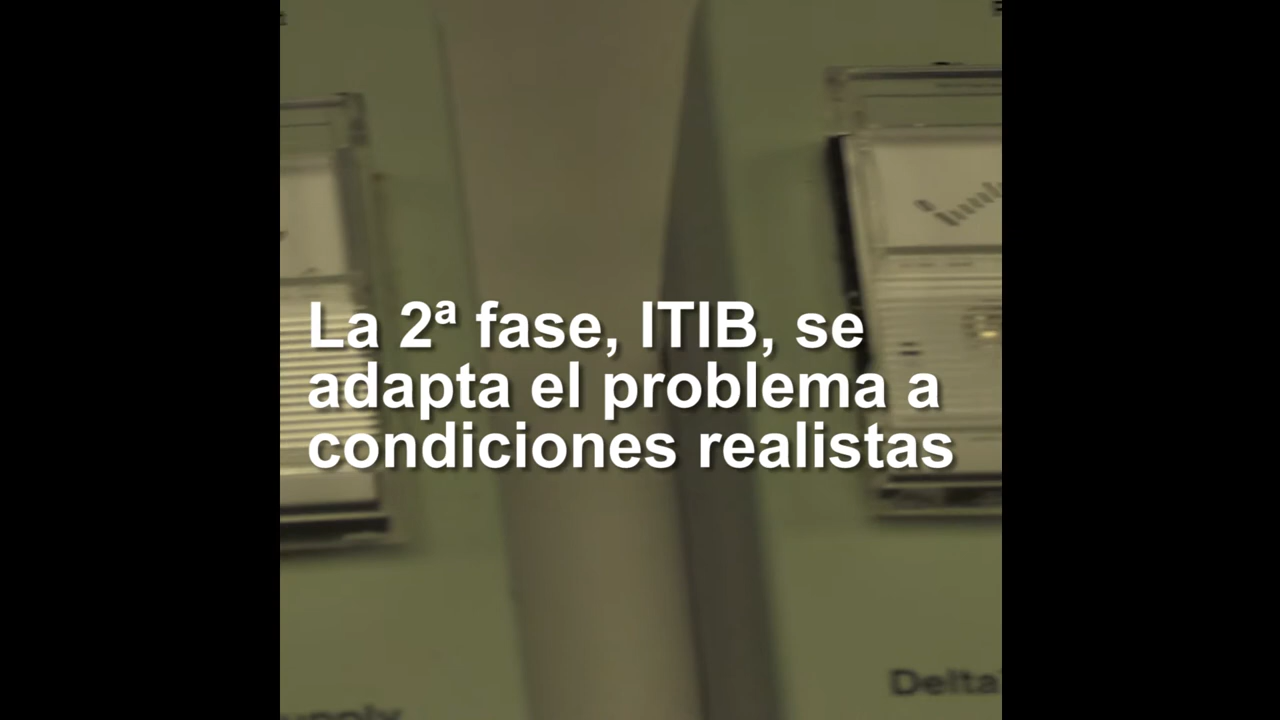 La 2ª fase, ITIB, se
adapta el problema a
condiciones realistas
Delta